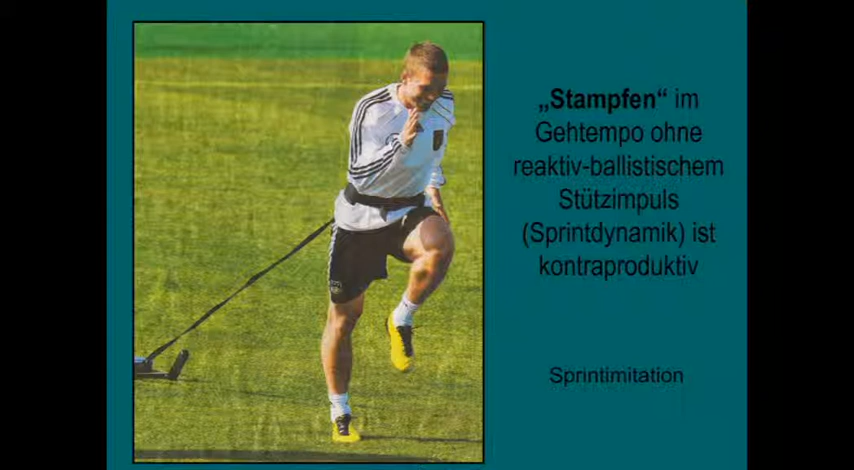 „Stampfen“ im
Gehtempo ohne
reaktiv-ballistischem
Stützimpuls
(Sprintdynamik) ist
kontraproduktiv
Sprintimitation